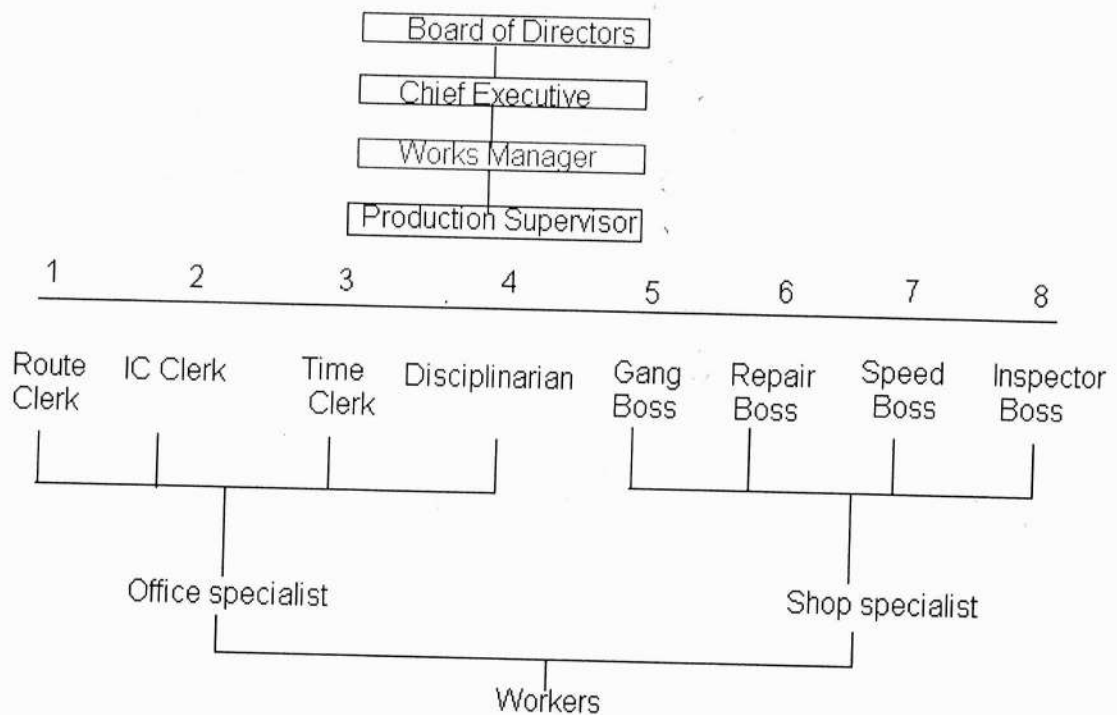 Board of Directors
Chief Executive
Works Manager
Production Supervisor
1 2 3 4 5 6 7 8
Route
Clerk
IC Clerk
Time
Clerk
Disciplinarian
Gang
Boss
Repair
Boss
Speed
Boss
Inspector
Boss
Office specialist
Shop specialist
Workers